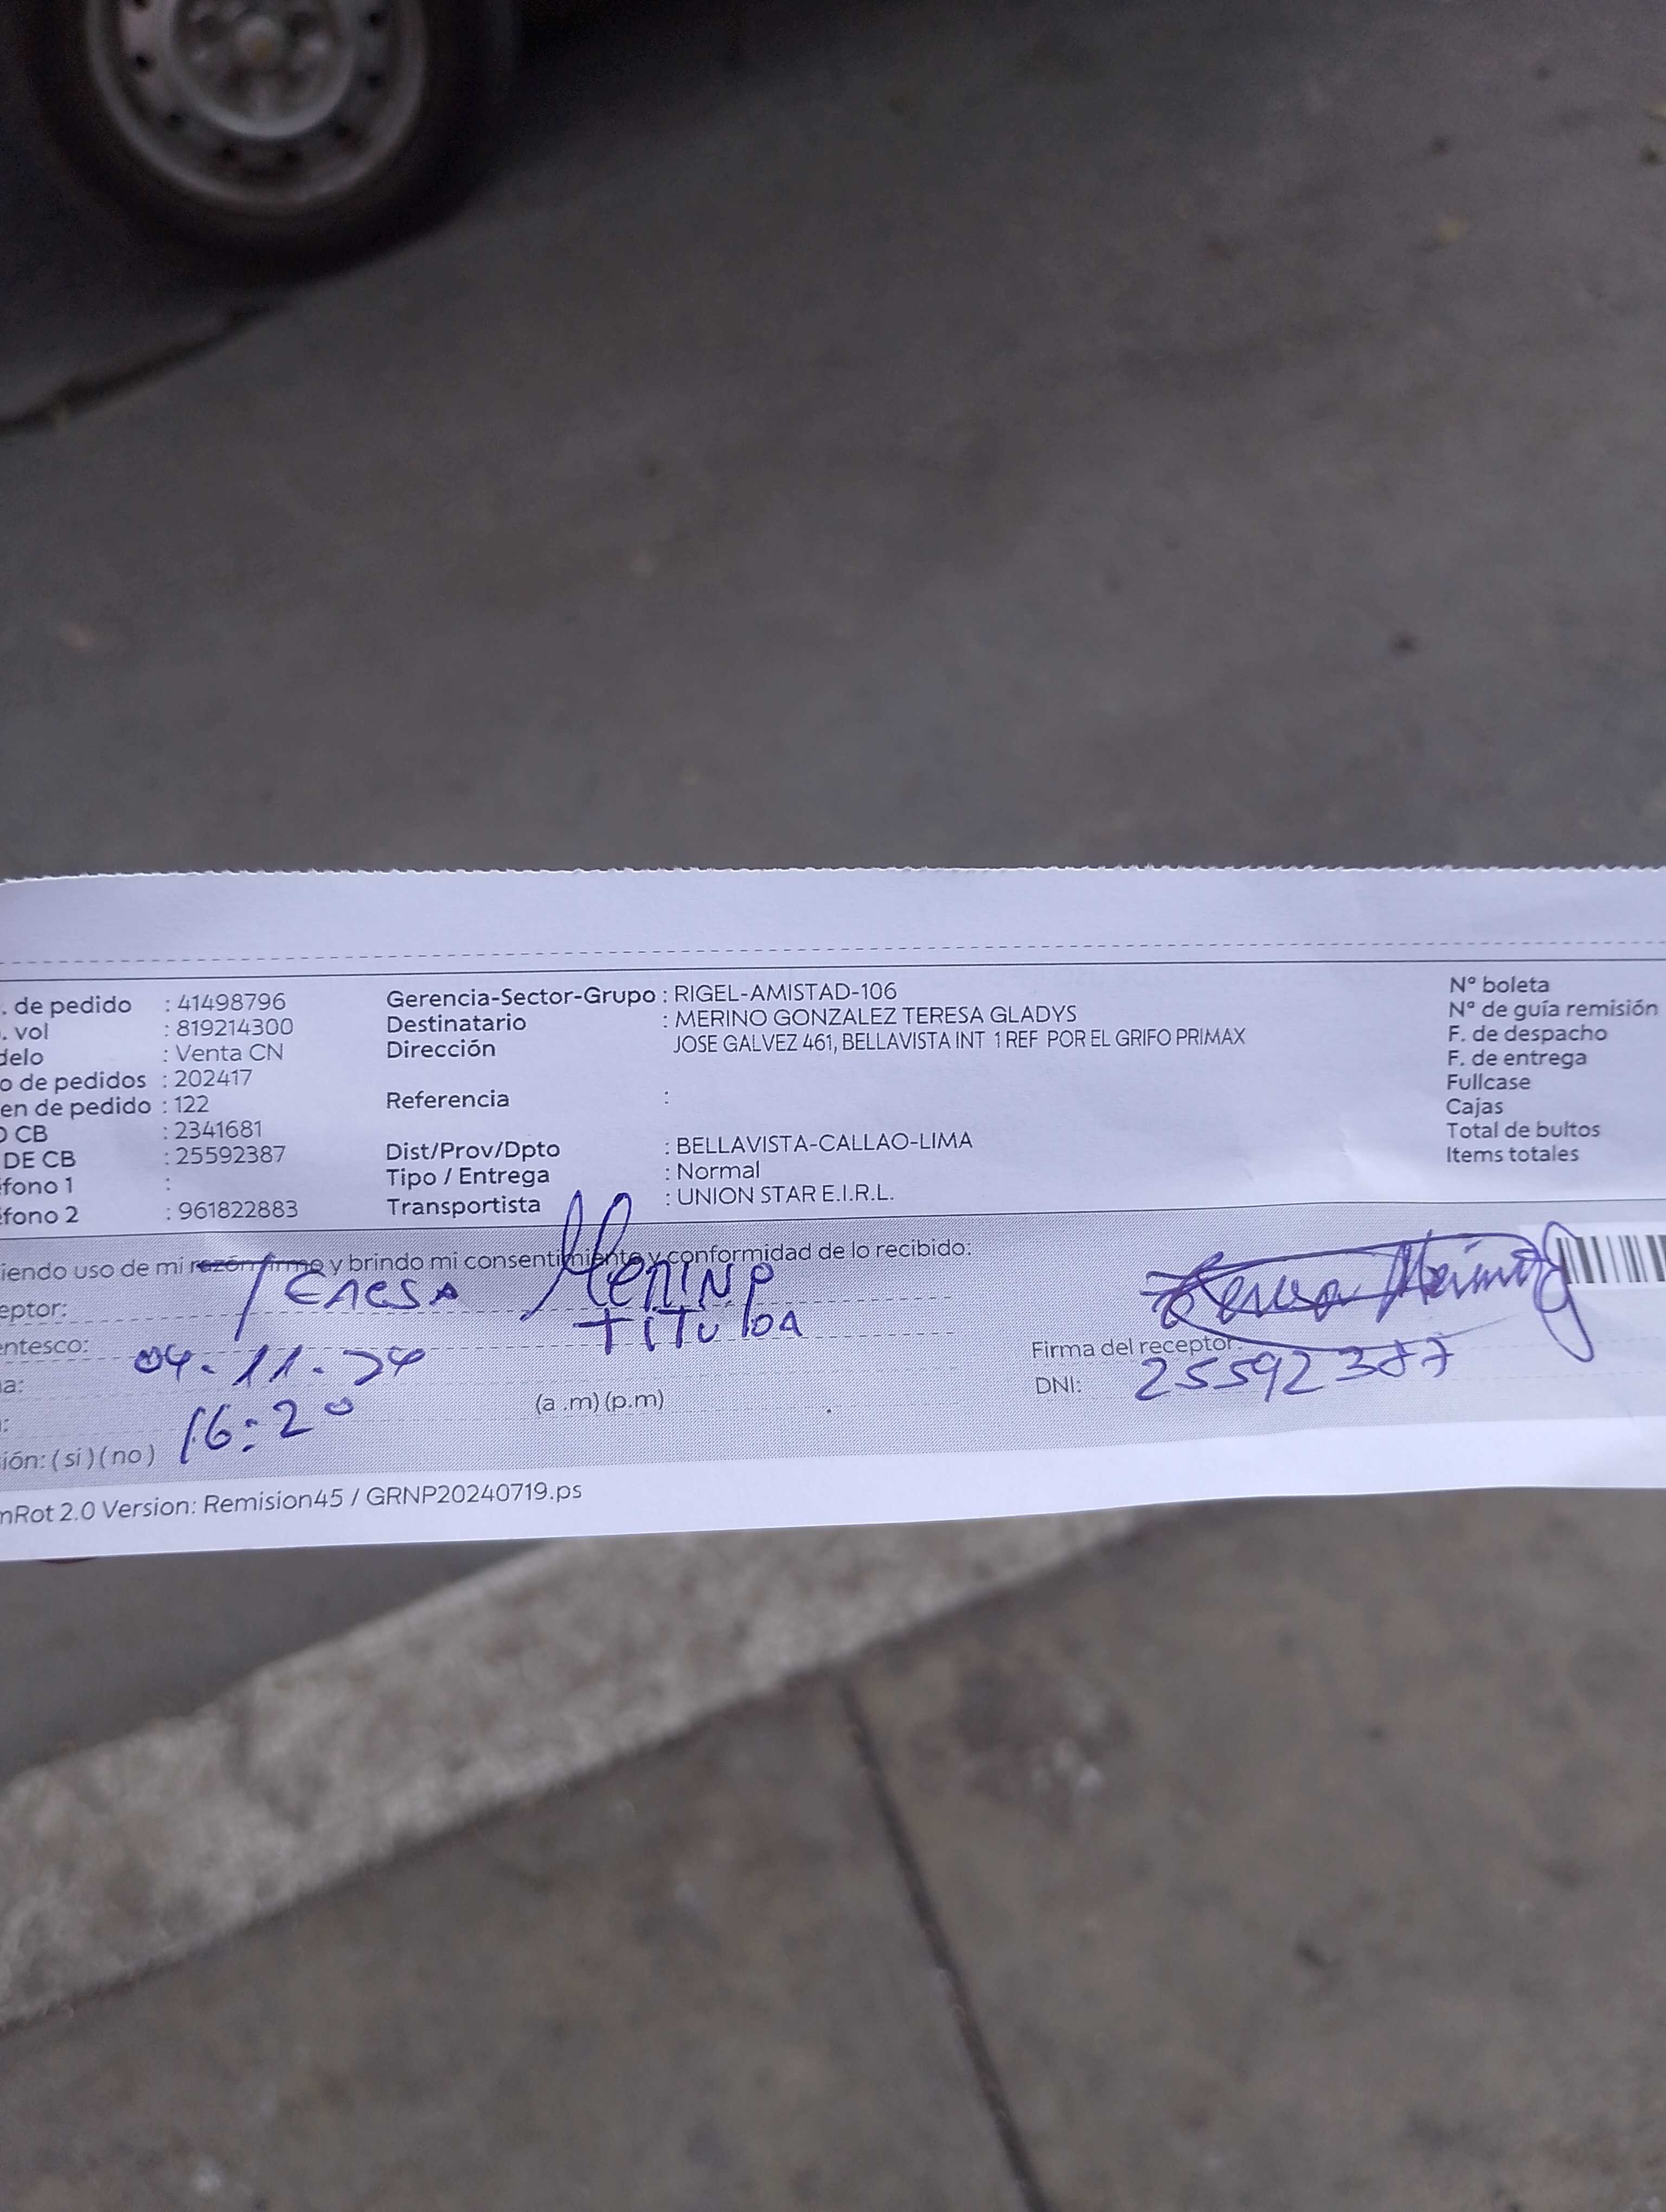 . de pedido : 41498796 Gerencia-Sector-Grupo : RIGEL-AMISTAD-106 N° boleta
. vol : 819214300 Destinatario : MERINO GONZALEZ TERESA GLADYS N° de guía remisión
delo : Venta CN Dirección JOSE GALVEZ 461, BELLAVISTA INT 1 REF POR EL GRIFO PRIMAX F. de despacho
o de pedidos : 202417 F. de entrega
en de pedido : 122 Referencia : Fullcase
O CB : 2341681 Cajas
DE CB : 25592387 Dist/Prov/Dpto : BELLAVISTA-CALLAO-LIMA Total de bultos
éfono 1 : Tipo / Entrega : Normal Items totales
éfono 2 : 961822883 Transportista : UNION STAR E.I.R.L.
iendo uso de mi razón firmo y brindo mi consentimiento y conformidad de lo recibido:
eptor: Teresa Merino
entesco: TITULAR
a: 04.11.24
: 16:20 (a .m) (p.m)
ión: ( si ) ( no )
Teresa Merino G
Firma del receptor:
DNI: 25592387
mRot 2.0 Version: Remision45 / GRNP20240719.ps